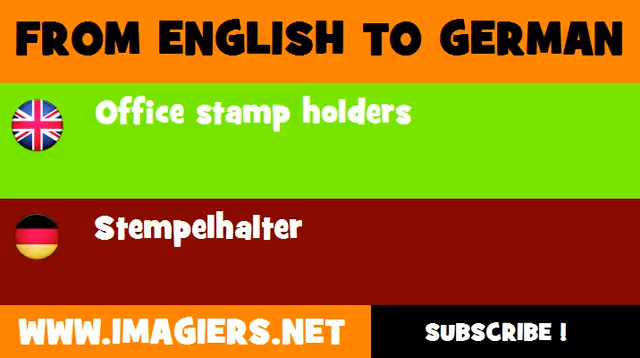 FROM ENGLISH TO GERMAN
Office stamp holders
Stempelhalter
WWW.IMAGIERS.NET
SUBSCRIBE !